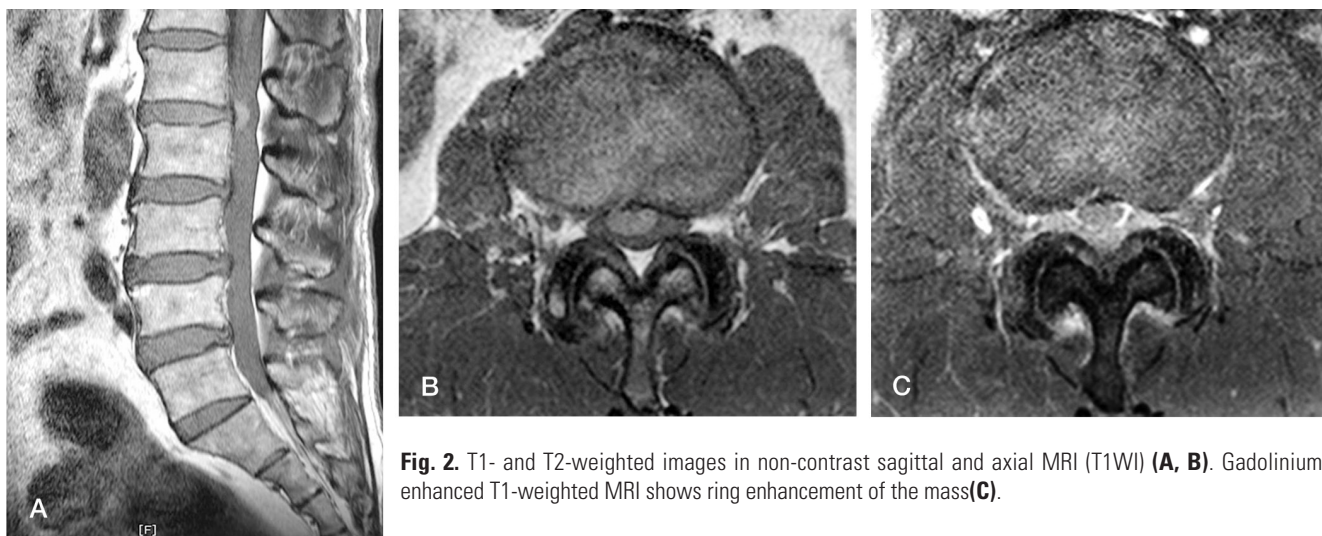 A
[F]
B
C
Fig. 2. T1- and T2-weighted images in non-contrast sagittal and axial MRI (T1WI) (A, B). Gadolinium
enhanced T1-weighted MRI shows ring enhancement of the mass(C).